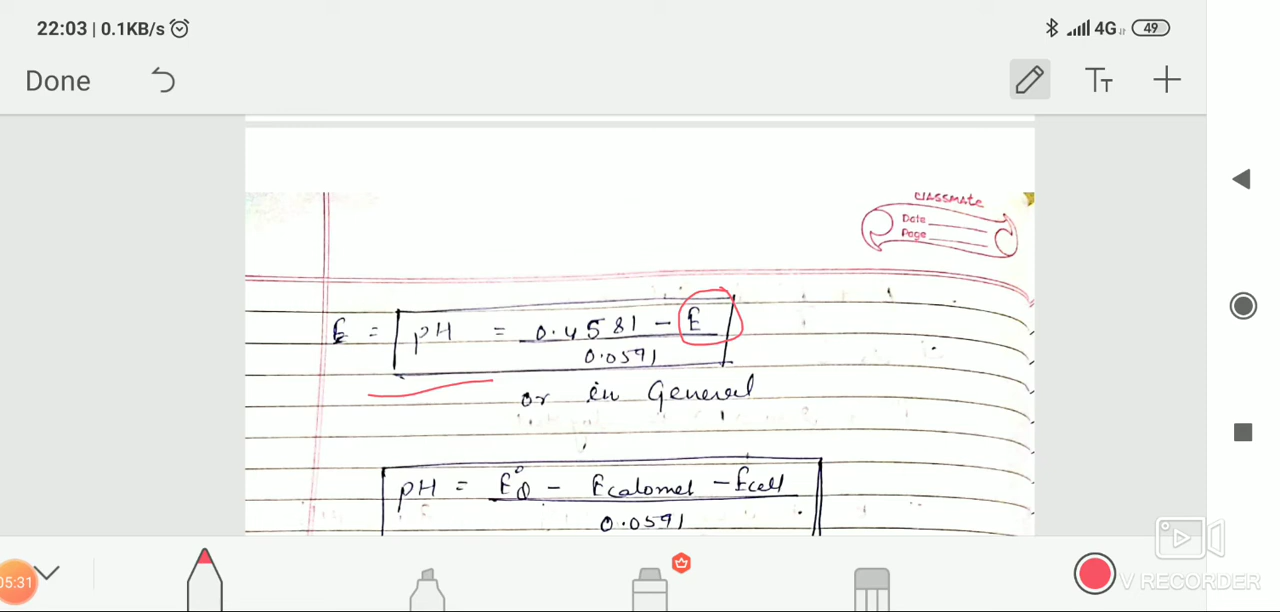 22:03 | 0.1KB/s 4G 49
Done
CLASSMATE
Date
Page
E = pH = 0.4581 - E
0.0591
or in General
pH = E°Q - Ecalomel - Ecell
0.0591
05:31
V RECORDER